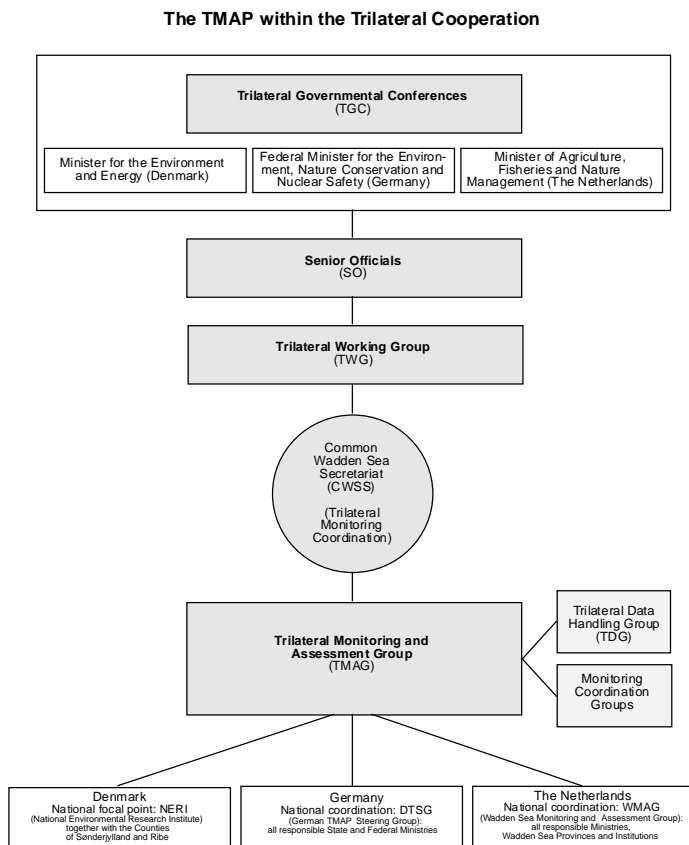 The TMAP within the Trilateral Cooperation
Trilateral Governmental Conferences
(TGC)
Minister for the Environment
and Energy (Denmark)
Federal Minister for the Environ-
ment, Nature Conservation and
Nuclear Safety (Germany)
Minister of Agriculture,
Fisheries and Nature
Management (The Netherlands)
Senior Officials
(SO)
Trilateral Working Group
(TWG)
Common
Wadden Sea
Secretariat
(CWSS)
(Trilateral
Monitoring
Coordination)
Trilateral Monitoring and
Assessment Group
(TMAG)
Trilateral Data
Handling Group
(TDG)
Monitoring
Coordination
Groups
Denmark
National focal point: NERI
(National Environmental Research Institute)
together with the Counties
of Sønderjylland and Ribe
Germany
National coordination: DTSG
(German TMAP Steering Group):
all responsible State and Federal Ministries
The Netherlands
National coordination: WMAG
(Wadden Sea Monitoring and Assessment Group):
all responsible Ministries,
Wadden Sea Provinces and Institutions